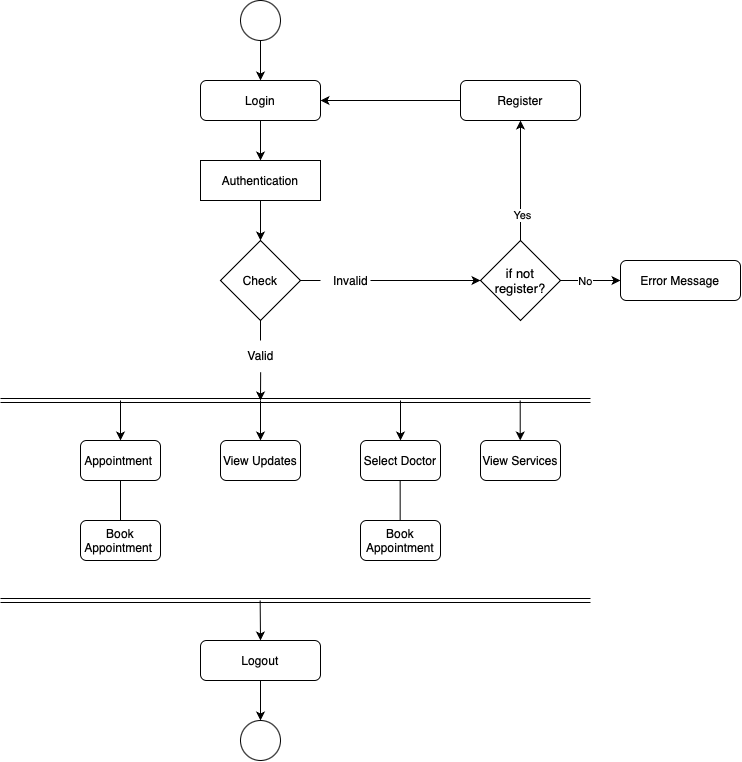 Login
Register
Authentication
Yes
Check
Invalid
if not
register?
No
Error Message
Valid
Appointment
View Updates
Select Doctor
View Services
Book
Appointment
Book
Appointment
Logout